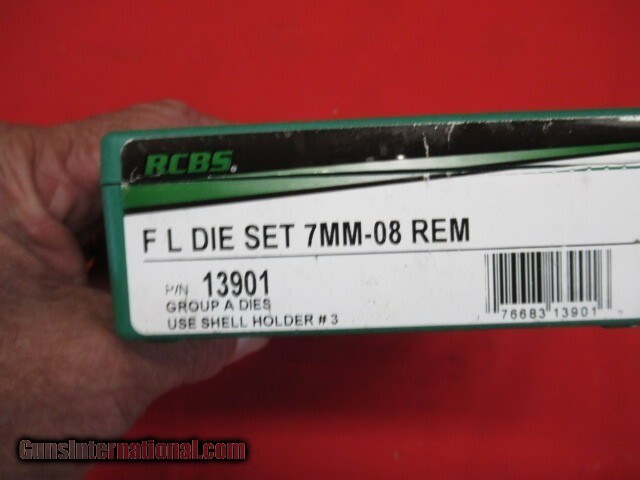 RCBS.
F L DIE SET 7MM-08 REM
P/N 13901
GROUP A DIES
USE SHELL HOLDER # 3
76683 13901
GunsInternational.com